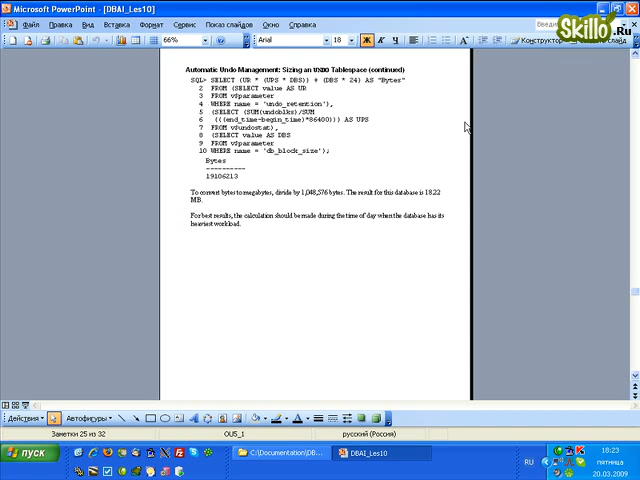 Microsoft PowerPoint - [DBAI_Les10]
Файл Правка Вид Вставка Формат Сервис Показ слайдов Окно Справка
Skillo.Ru
66% Arial 18 Ж К Ч Конструктор
Automatic Undo Management: Sizing an UNDO Tablespace (continued)
SQL> SELECT (UR * (UPS * DBS)) + (DBS * 24) AS "Bytes"
2 FROM (SELECT value AS UR
3 FROM v$parameter
4 WHERE name = 'undo_retention'),
5 (SELECT (SUM(undoblks)/SUM
6 (((end_time-begin_time)*86400))) AS UPS
7 FROM v$undostat),
8 (SELECT value AS DBS
9 FROM v$parameter
10 WHERE name = 'db_block_size');
Bytes
----------
19106213
To convert bytes to megabytes, divide by 1,048,576 bytes. The result for this database is 18.22
MB.
For best results, the calculation should be made during the time of day when the database has its
heaviest workload.
Действия Автофигуры
Заметки 25 из 32 OU5_1 русский (Россия)
пуск C:\Documentation\DB... DBAI_Les10 RU 18:23
пятница
20.03.2009